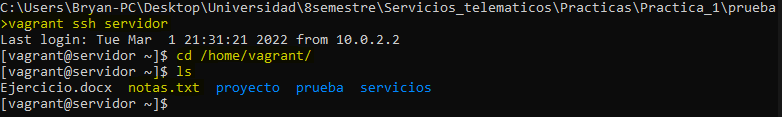 C:\Users\Bryan-PC\Desktop\Universidad\8semestre\Servicios_telematicos\Practicas\Practica_1\prueba
>vagrant ssh servidor
Last login: Tue Mar  1 21:31:21 2022 from 10.0.2.2
[vagrant@servidor ~]$ cd /home/vagrant/
[vagrant@servidor ~]$ ls
Ejercicio.docx  notas.txt  proyecto  prueba  servicios
[vagrant@servidor ~]$